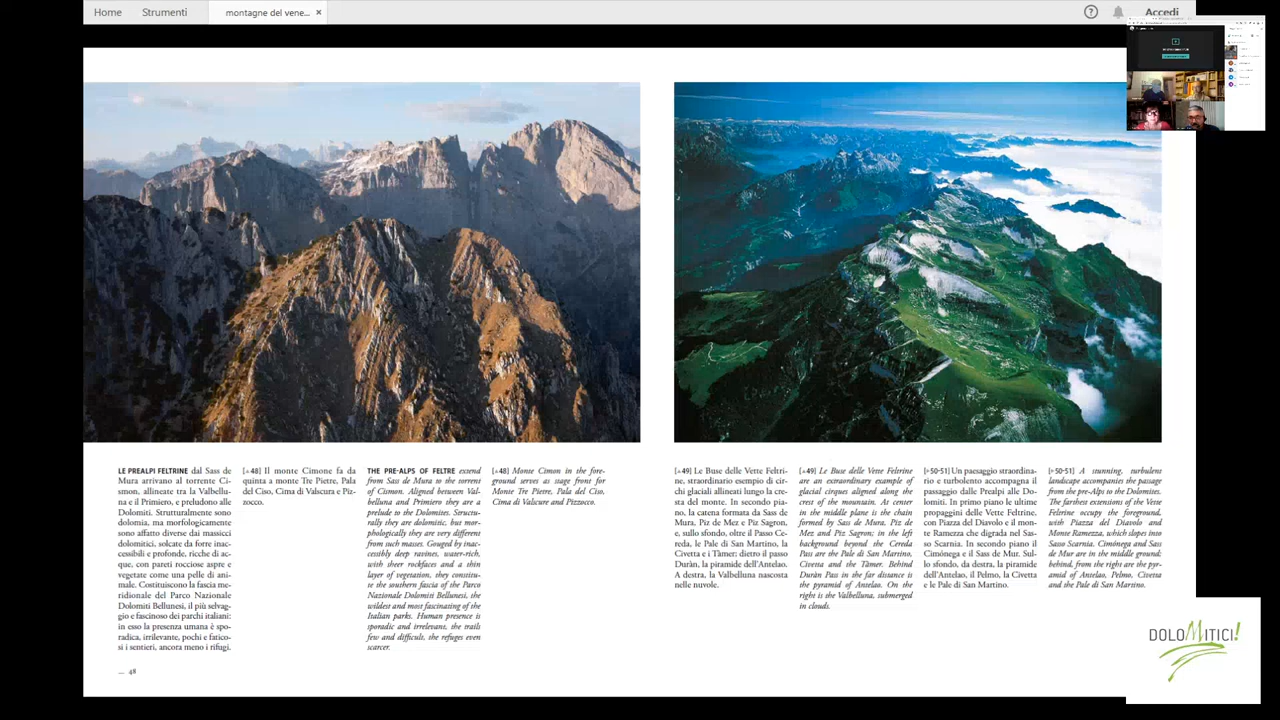 Home
Strumenti
montagne del vene... ×
Accedi
LE PREALPI FELTRINE dal Sass de
Mura arrivano al torrente Ci-
smon, allineate tra la Valbellu-
na e il Primiero, e preludono alle
Dolomiti. Strutturalmente sono
dolomia, ma morfologicamente
sono affatto diverse dai massicci
dolomitici, solcate da forre inac-
cessibili e profonde, ricche di ac-
que, con pareti rocciose aspre e
vegetate come una pelle di ani-
male. Costituiscono la fascia me-
ridionale del Parco Nazionale
Dolomiti Bellunesi, il più selvag-
gio e fascinoso dei parchi italiani:
in esso la presenza umana è spo-
radica, irrilevante, pochi e fatico-
si i sentieri, ancora meno i rifugi.
[▵48] Il monte Cimone fa da
quinta a monte Tre Pietre, Pala
del Ciso, Cima di Valscura e Piz-
zocco.
THE PRE-ALPS OF FELTRE extend
from Sass de Mura to the torrent
of Cismon. Aligned between Val-
belluna and Primiero they are a
prelude to the Dolomites. Structu-
rally they are dolomitic, but mor-
phologically they are very different
from such masses. Gouged by inac-
cessibly deep ravines, water-rich,
with sheer rockfaces and a thin
layer of vegetation, they constitu-
te the southern fascia of the Parco
Nazionale Dolomiti Bellunesi, the
wildest and most fascinating of the
Italian parks. Human presence is
sporadic and irrelevant, the trails
few and difficult, the refuges even
scarcer.
[▵48] Monte Cimon in the fore-
ground serves as stage front for
Monte Tre Pietre, Pala del Ciso,
Cima di Valscure and Pizzocco.
[▵49] Le Buse delle Vette Feltri-
ne, straordinario esempio di cir-
chi glaciali allineati lungo la cre-
sta del monte. In secondo pia-
no, la catena formata da Sass de
Mura, Piz de Mez e Piz Sagron,
e, sullo sfondo, oltre il Passo Ce-
reda, le Pale di San Martino, la
Civetta e i Tàmer; dietro il passo
Duràn, la piramide dell'Antelao.
A destra, la Valbelluna nascosta
nelle nuvole.
[▵49] Le Buse delle Vette Feltrine
are an extraordinary example of
glacial cirques aligned along the
crest of the mountain. At center
in the middle plane is the chain
formed by Sass de Mura, Piz de
Mez and Piz Sagron; in the left
background beyond the Cereda
Pass are the Pale di San Martino,
Civetta and the Tàmer. Behind
Duràn Pass in the far distance is
the pyramid of Antelao. On the
right is the Valbelluna, submerged
in clouds.
[▹50-51] Un paesaggio straordina-
rio e turbolento accompagna il
passaggio dalle Prealpi alle Do-
lomiti. In primo piano le ultime
propaggini delle Vette Feltrine,
con Piazza del Diavolo e il mon-
te Ramezza che digrada nel Sas-
so Scarnia. In secondo piano il
Cimónega e il Sass de Mur. Sul-
lo sfondo, da destra, la piramide
dell'Antelao, il Pelmo, la Civetta
e le Pale di San Martino.
[▹50-51] A stunning, turbulent
landscape accompanies the passage
from the pre-Alps to the Dolomites.
The farthest extensions of the Vette
Feltrine occupy the foreground,
with Piazza del Diavolo and
Monte Ramezza, which slopes into
Sasso Scarnia. Cimónega and Sass
de Mur are in the middle ground;
behind, from the right are the pyr-
amid of Antelao, Pelmo, Civetta
and the Pale di San Martino.
— 48
DOLOMITICI!